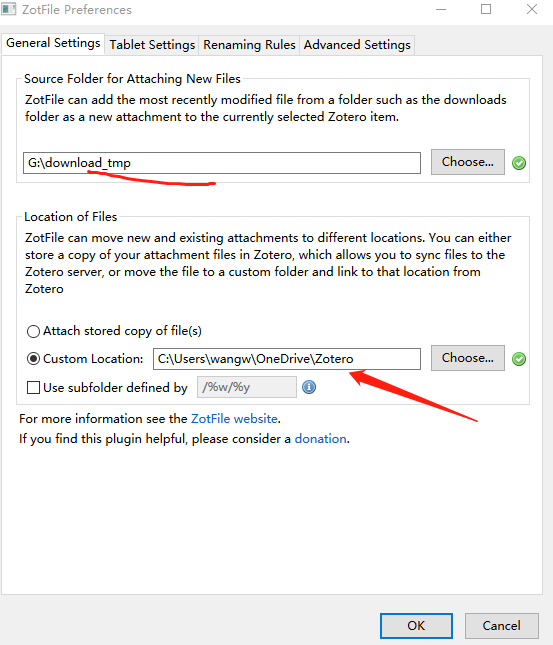 ZotFile Preferences
General Settings Tablet Settings Renaming Rules Advanced Settings
Source Folder for Attaching New Files
ZotFile can add the most recently modified file from a folder such as the downloads
folder as a new attachment to the currently selected Zotero item.
G:\download_tmp Choose...
Location of Files
ZotFile can move new and existing attachments to different locations. You can either
store a copy of your attachment files in Zotero, which allows you to sync files to the
Zotero server, or move the file to a custom folder and link to that location from
Zotero
Attach stored copy of file(s)
Custom Location: C:\Users\wangw\OneDrive\Zotero Choose...
Use subfolder defined by /%w/%y
For more information see the ZotFile website.
If you find this plugin helpful, please consider a donation.
OK Cancel